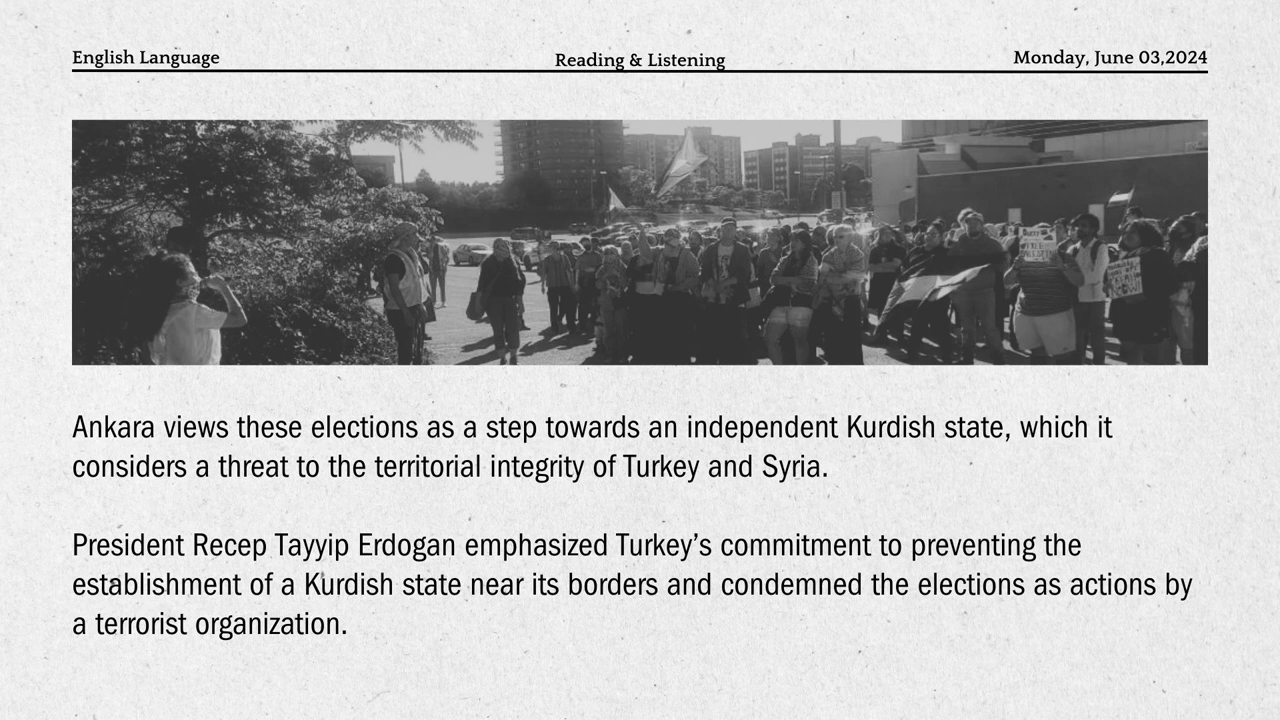 English Language
Reading & Listening
Monday, June 03,2024
Ankara views these elections as a step towards an independent Kurdish state, which it
considers a threat to the territorial integrity of Turkey and Syria.
President Recep Tayyip Erdogan emphasized Turkey’s commitment to preventing the
establishment of a Kurdish state near its borders and condemned the elections as actions by
a terrorist organization.